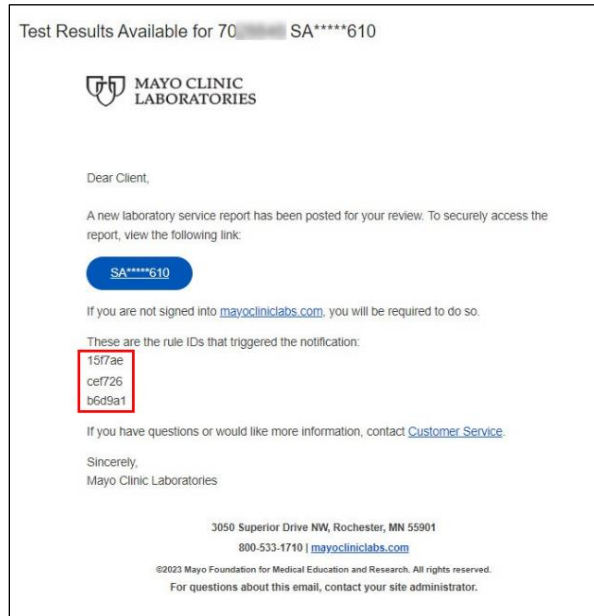 Test Results Available for 70 SA*****610
MAYO CLINIC
LABORATORIES
Dear Client,
A new laboratory service report has been posted for your review. To securely access the
report, view the following link:
SA*****610
If you are not signed into mayocliniclabs.com, you will be required to do so.
These are the rule IDs that triggered the notification:
15f7ae
cef726
b6d9a1
If you have questions or would like more information, contact Customer Service.
Sincerely,
Mayo Clinic Laboratories
3050 Superior Drive NW, Rochester, MN 55901
800-533-1710 | mayocliniclabs.com
©2023 Mayo Foundation for Medical Education and Research. All rights reserved.
For questions about this email, contact your site administrator.